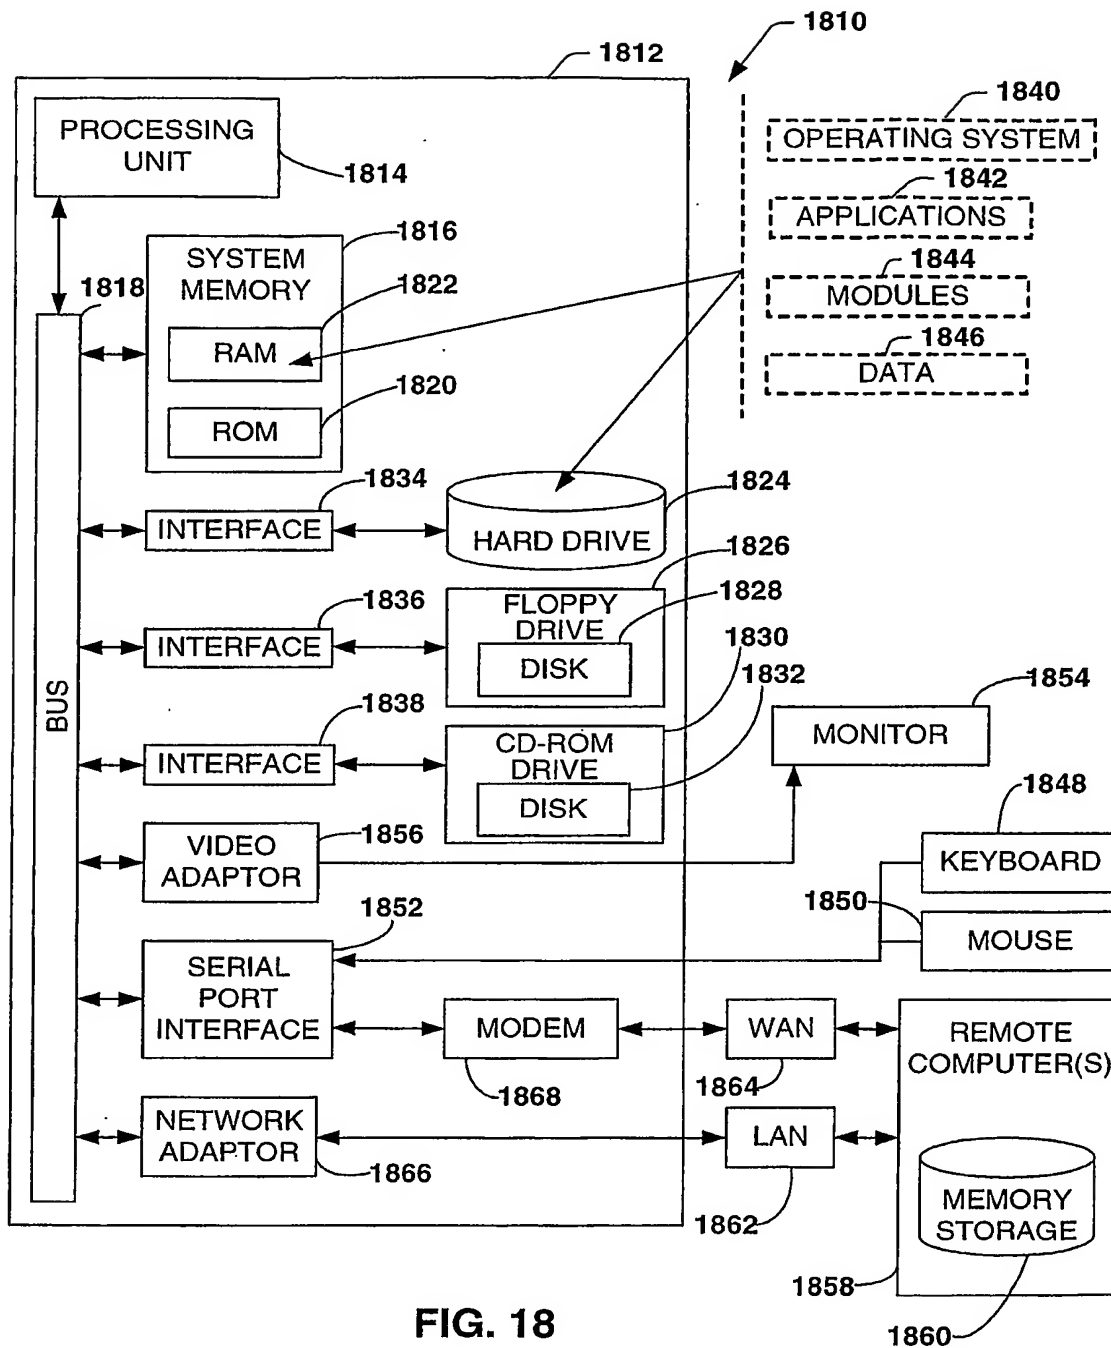 1810
1812
1840
PROCESSING
UNIT
OPERATING SYSTEM
1814
1842
APPLICATIONS
1816
SYSTEM
MEMORY
1844
1818
1822
MODULES
RAM
1846
DATA
1820
ROM
1834
1824
INTERFACE
HARD DRIVE
1826
1836
FLOPPY
DRIVE
1828
INTERFACE
DISK
1830
1832
1854
BUS
1838
MONITOR
CD-ROM
DRIVE
INTERFACE
DISK
1848
1856
VIDEO
ADAPTOR
KEYBOARD
1852
1850
MOUSE
SERIAL
PORT
INTERFACE
MODEM
WAN
REMOTE
COMPUTER(S)
1868
1864
NETWORK
ADAPTOR
LAN
1866
1862
MEMORY
STORAGE
1858
1860
FIG. 18